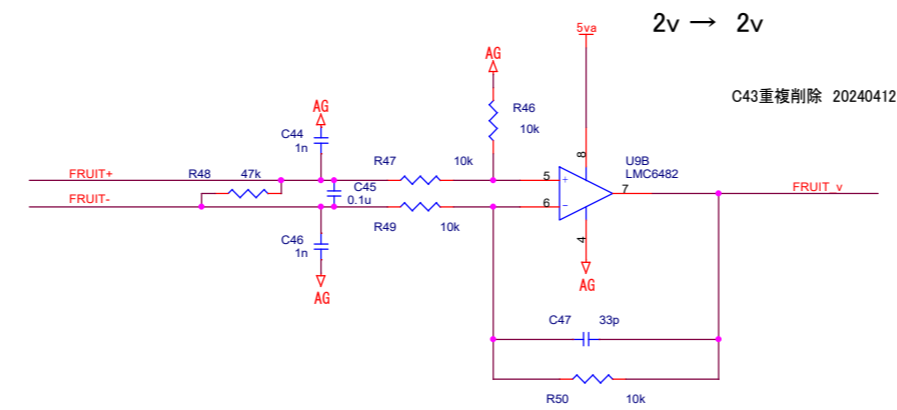 2v → 2v
5va
C43重複削除 20240412
AG
AG
R46
10k
C44
1n
U9B
LMC6482
FRUIT+
R48
47k
R47
10k
8
5
+
7
FRUIT_v
C45
0.1u
FRUIT-
6
−
R49
10k
4
C46
1n
AG
AG
C47
33p
R50
10k